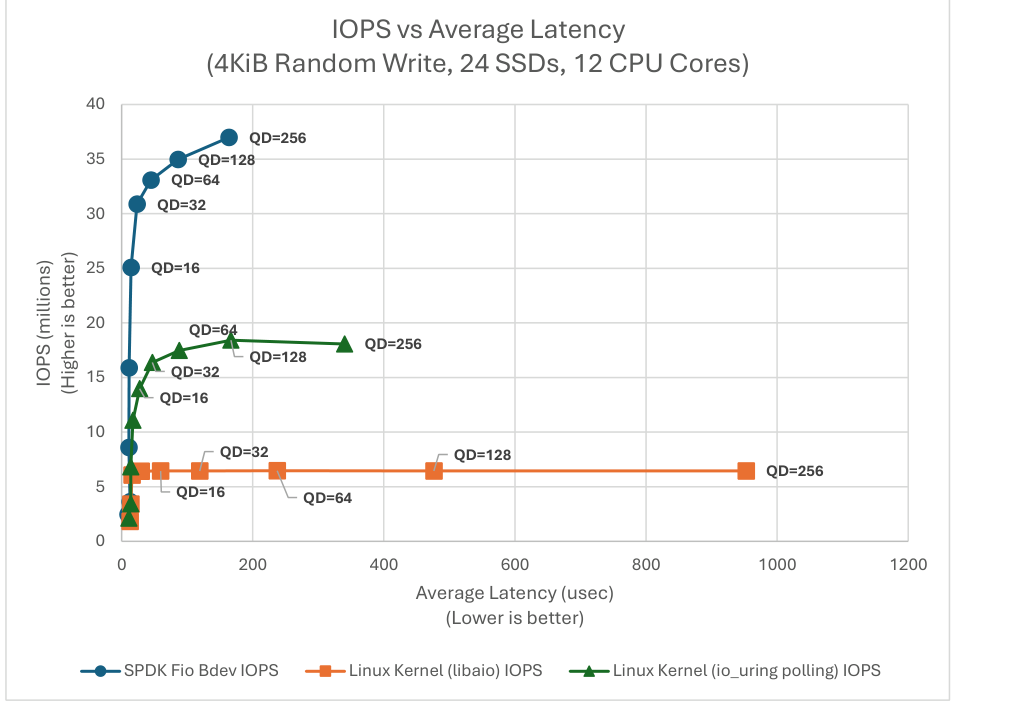 IOPS vs Average Latency
(4KiB Random Write, 24 SSDs, 12 CPU Cores)
IOPS (millions)
(Higher is better)
40
35
30
25
20
15
10
5
0
QD=256
QD=128
QD=64
QD=32
QD=16
QD=64
QD=256
QD=128
QD=32
QD=16
QD=32
QD=128
QD=256
QD=16
QD=64
0
200
400
600
800
1000
1200
Average Latency (usec)
(Lower is better)
SPDK Fio Bdev IOPS
Linux Kernel (libaio) IOPS
Linux Kernel (io_uring polling) IOPS